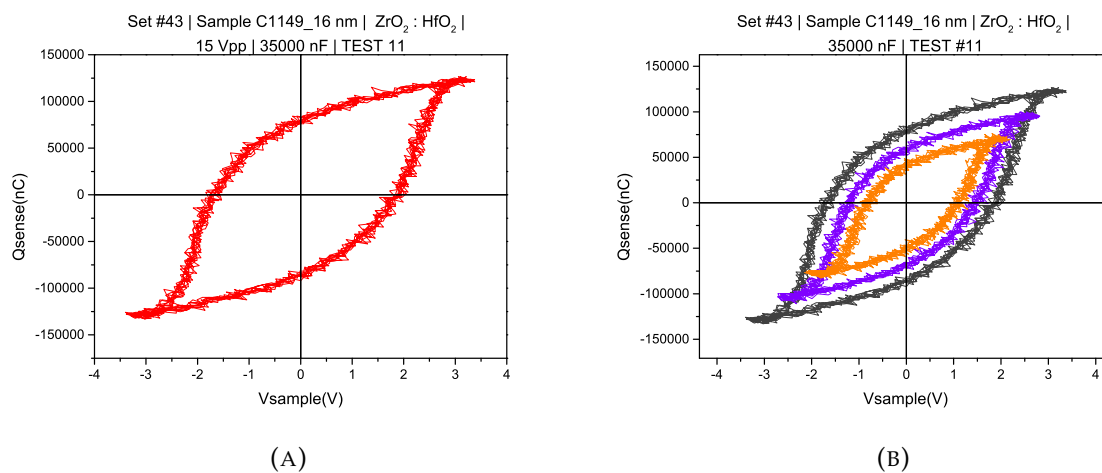 Set #43 | Sample C1149_16 nm | ZrO₂ : HfO₂ |
15 Vpp | 35000 nF | TEST 11
150000
100000
50000
0
-50000
-100000
-150000
Qsense(nC)
-4 -3 -2 -1 0 1 2 3 4
Vsample(V)
(A)
Set #43 | Sample C1149_16 nm | ZrO₂ : HfO₂ |
35000 nF | TEST #11
150000
100000
50000
0
-50000
-100000
-150000
Qsense(nC)
-4 -3 -2 -1 0 1 2 3 4
Vsample(V)
(B)